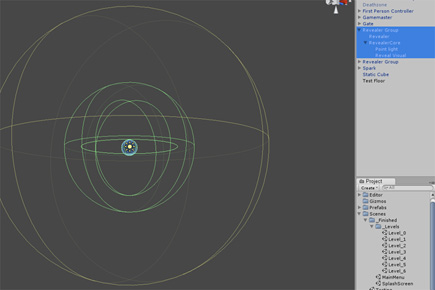 Deathzone
First Person Controller
Gamemaster
Gate
Revealer Group
Revealer
RevealerCore
Point light
Reveal Visual
Revealer Group
Spark
Static Cube
Test Floor
Project
Create
Editor
Gizmos
Prefabs
Scenes
_Finished
_Levels
Level_0
Level_1
Level_2
Level_3
Level_4
Level_5
Level_6
MainMenu
SplashScreen